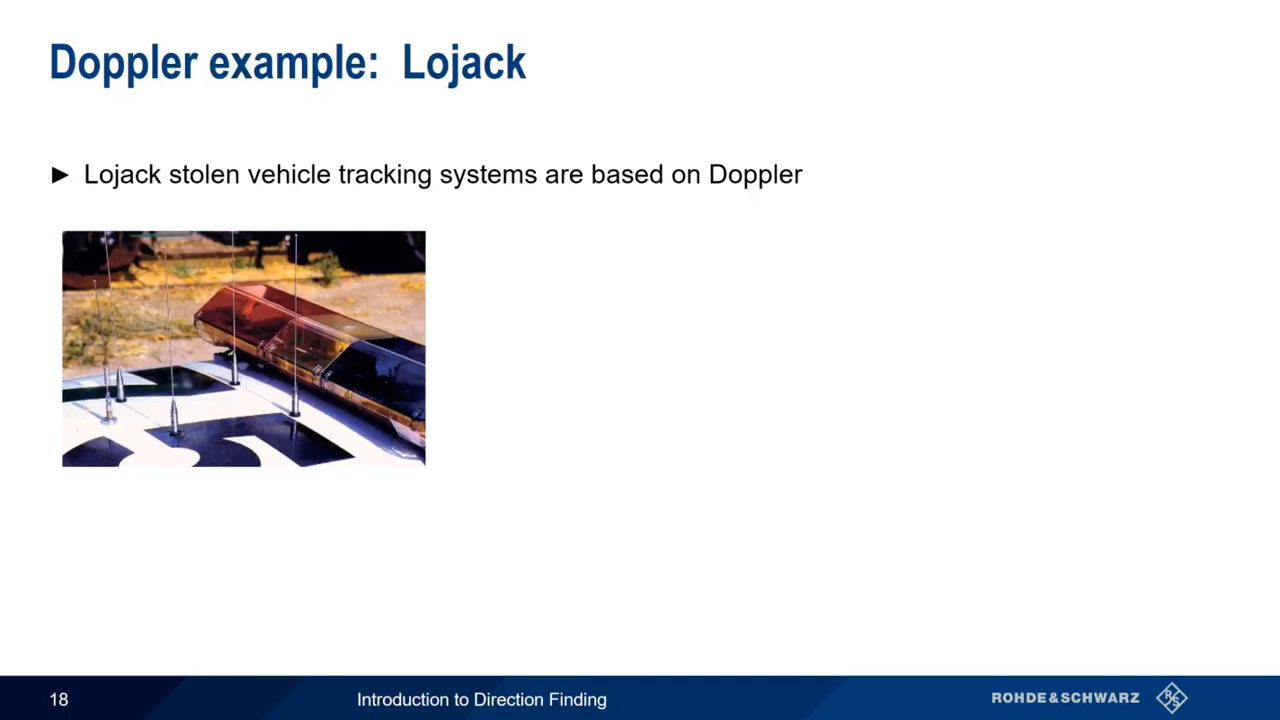 Doppler example: Lojack
► Lojack stolen vehicle tracking systems are based on Doppler
18
Introduction to Direction Finding
ROHDE & SCHWARZ
R
S